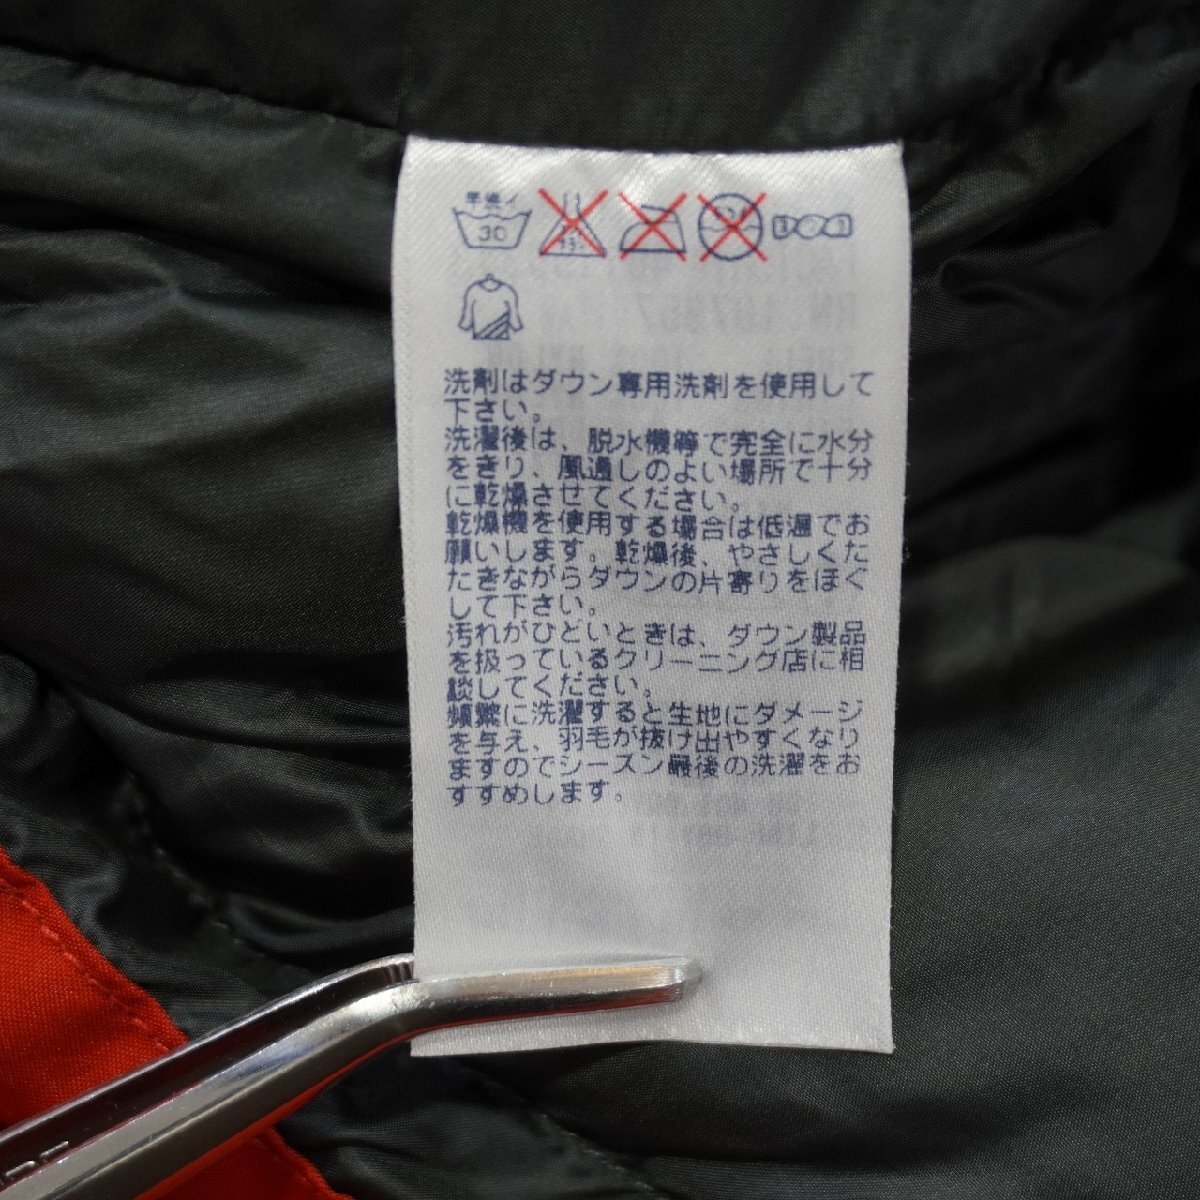 手洗イ
30
洗剤はダウン専用洗剤を使用して
下さい。
洗濯後は、脱水機等で完全に水分
をきり、風通しのよい場所で十分
に乾燥させてください。
乾燥機を使用する場合は低温でお
願いします。乾燥後、やさしくた
たきながらダウンの片寄りをほぐ
して下さい。
汚れがひどいときは、ダウン製品
を扱っているクリーニング店に相
談してください。
頻繁に洗濯すると生地にダメージ
を与え、羽毛が抜け出やすくなり
ますのでシーズン最後の洗濯をお
すすめします。